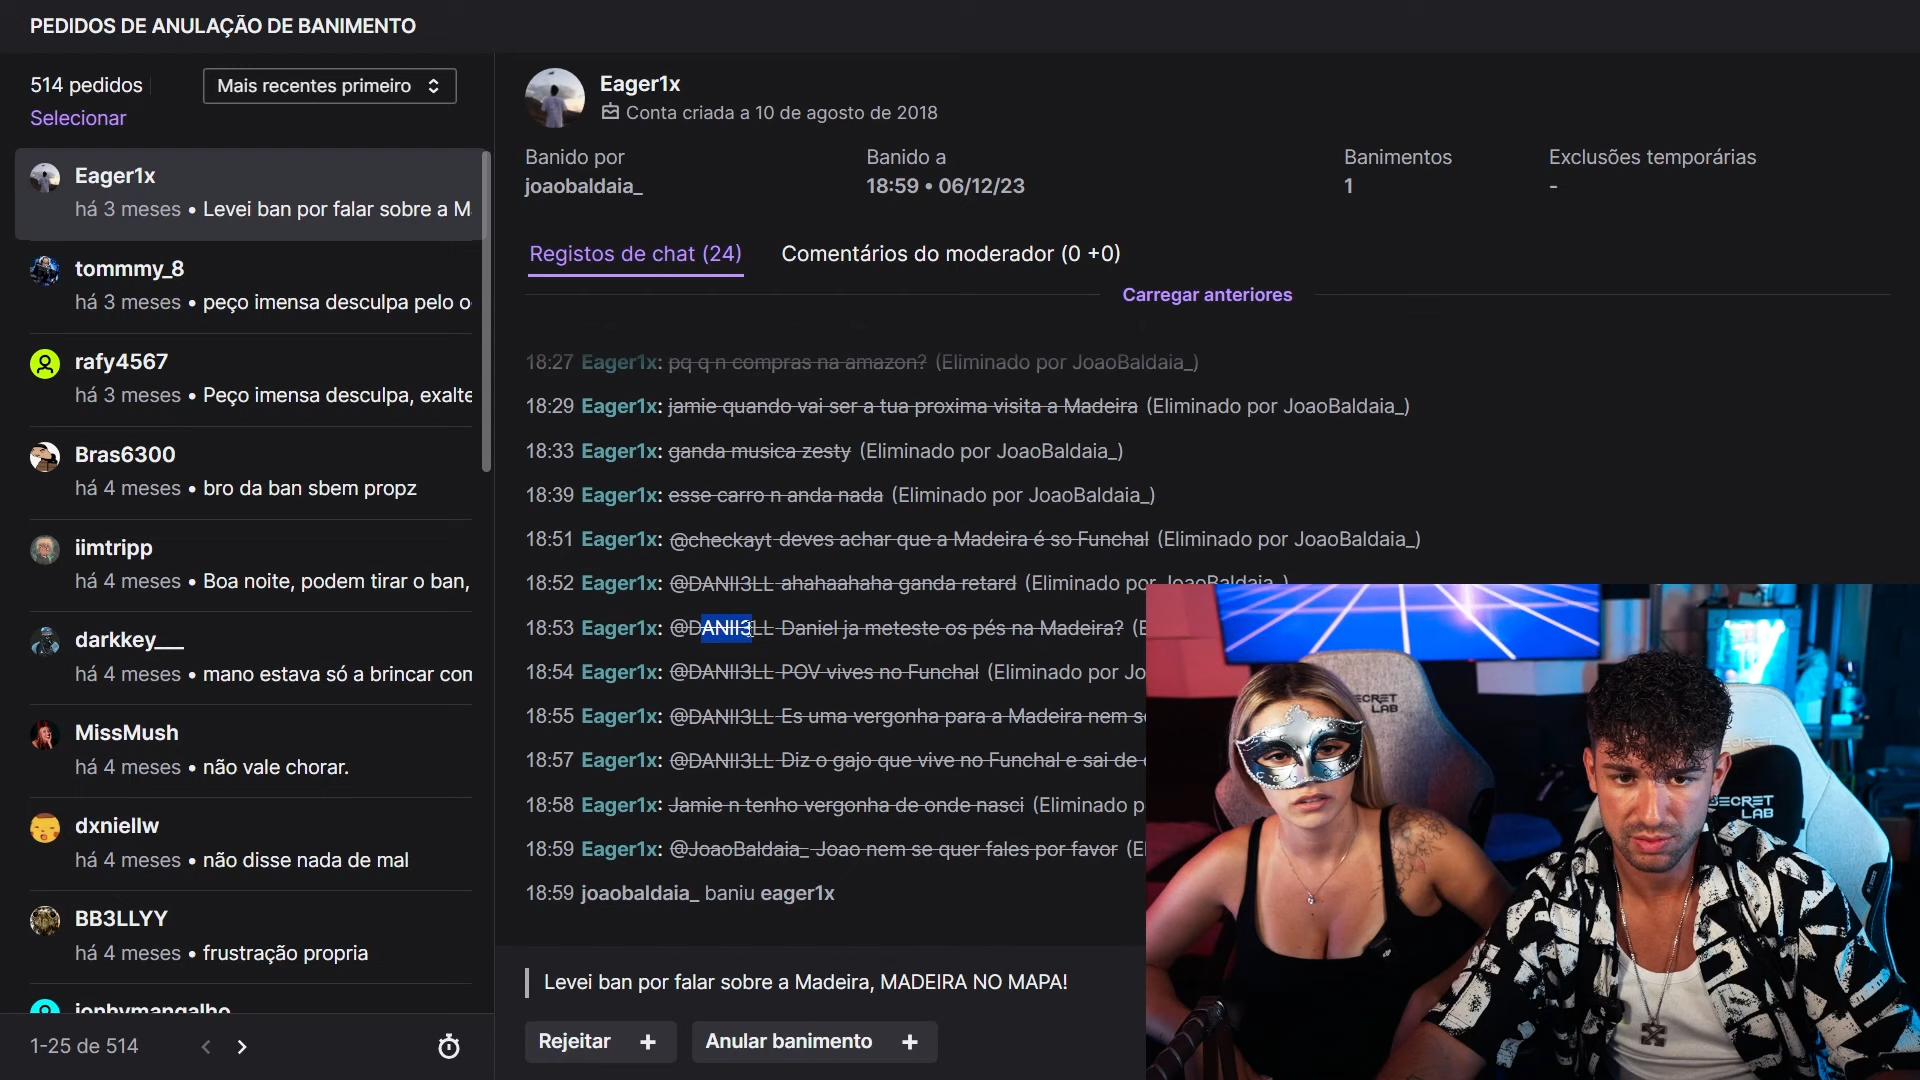 PEDIDOS DE ANULAÇÃO DE BANIMENTO
514 pedidos
Mais recentes primeiro
Selecionar
Eager1x
há 3 meses • Levei ban por falar sobre a M
tommmy_8
há 3 meses • peço imensa desculpa pelo o
rafy4567
há 3 meses • Peço imensa desculpa, exalte
Bras6300
há 4 meses • bro da ban sbem propz
iimtripp
há 4 meses • Boa noite, podem tirar o ban,
darkkey___
há 4 meses • mano estava só a brincar com
MissMush
há 4 meses • não vale chorar.
dxniellw
há 4 meses • não disse nada de mal
BB3LLYY
há 4 meses • frustração propria
1-25 de 514
Eager1x
Conta criada a 10 de agosto de 2018
Banido por
joaobaldaia_
Banido a
18:59 • 06/12/23
Banimentos
1
Exclusões temporárias
-
Registos de chat (24)
Comentários do moderador (0 +0)
Carregar anteriores
18:27 Eager1x: pq q n compras na amazon? (Eliminado por JoaoBaldaia_)
18:29 Eager1x: jamie quando vai ser a tua proxima visita a Madeira (Eliminado por JoaoBaldaia_)
18:33 Eager1x: ganda musica zesty (Eliminado por JoaoBaldaia_)
18:39 Eager1x: esse carro n anda nada (Eliminado por JoaoBaldaia_)
18:51 Eager1x: @checkayt deves achar que a Madeira é so Funchal (Eliminado por JoaoBaldaia_)
18:52 Eager1x: @DANII3LL ahahaahaha ganda retard (Eliminado por JoaoBaldaia_)
18:53 Eager1x: @DANII3LL Daniel ja meteste os pés na Madeira? (E
18:54 Eager1x: @DANII3LL POV vives no Funchal (Eliminado por Jo
18:55 Eager1x: @DANII3LL Es uma vergonha para a Madeira nem s
18:57 Eager1x: @DANII3LL Diz o gajo que vive no Funchal e sai de
18:58 Eager1x: Jamie n tenho vergonha de onde nasci (Eliminado p
18:59 Eager1x: @JoaoBaldaia_ Joao nem se quer fales por favor (El
18:59 joaobaldaia_ baniu eager1x
Levei ban por falar sobre a Madeira, MADEIRA NO MAPA!
Rejeitar +
Anular banimento +
SECRET LAB